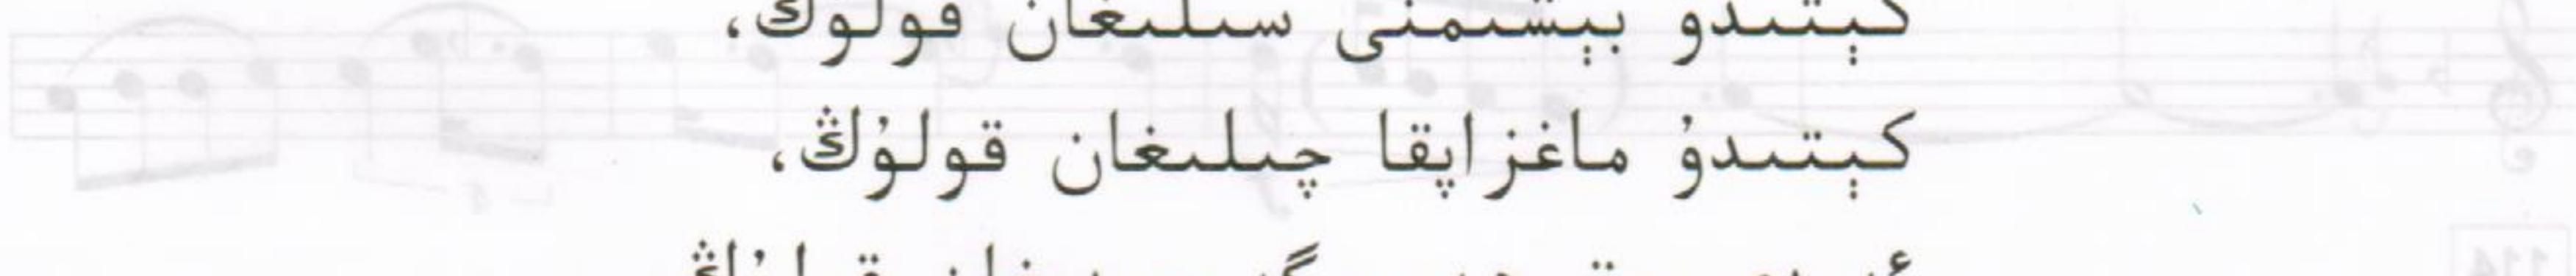 كېتىدۇ بېشىمنى سىلىغان قولۇڭ،
كېتىدۇ ماغزاپقا چىلىغان قولۇڭ،